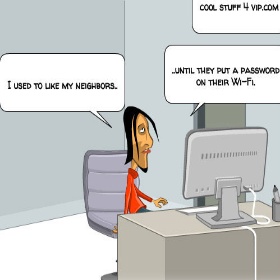 COOL STUFF 4 VIP.COM
I USED TO LIKE MY NEIGHBORS..
..UNTIL THEY PUT A PASSWORD
ON THEIR WI-FI.